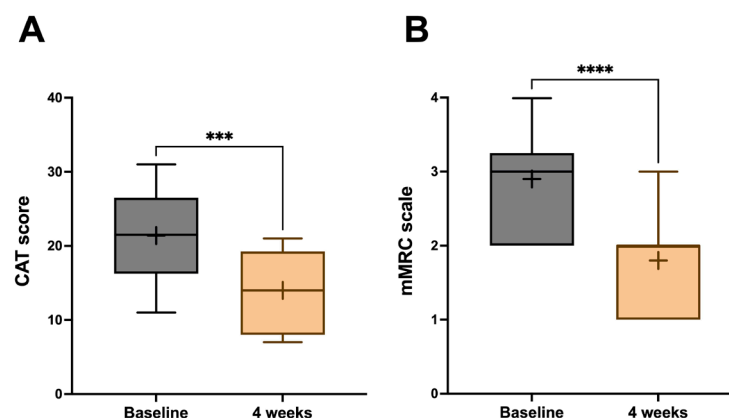 A
CAT score
40
30
20
10
0
***
Baseline
4 weeks
B
mMRC scale
4
3
2
1
0
****
Baseline
4 weeks